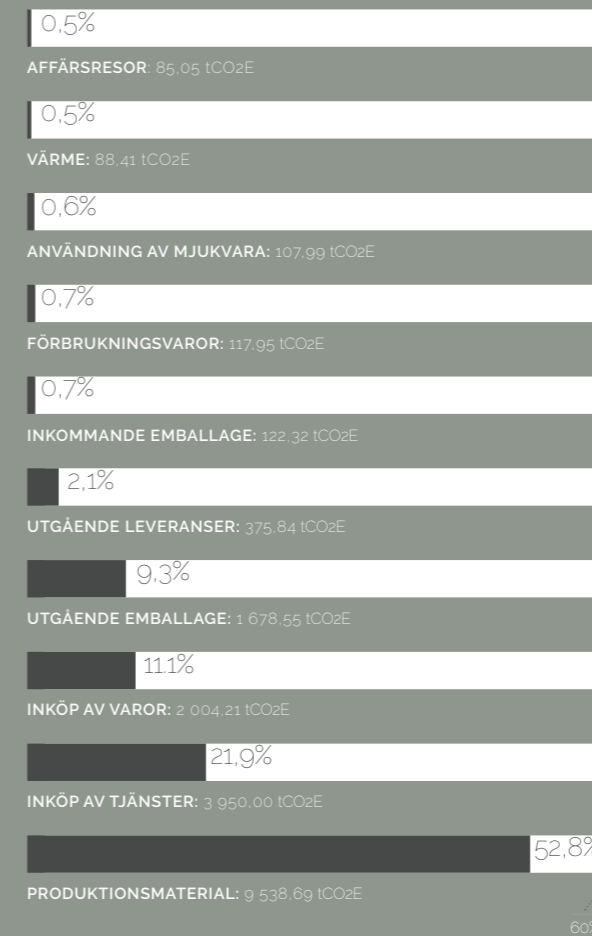 0,5%
AFFÄRSRESOR: 85,05 tCO2E
0,5%
VÄRME: 88,41 tCO2E
0,6%
ANVÄNDNING AV MJUKVARA: 107,99 tCO2E
0,7%
FÖRBRUKNINGSVAROR: 117,95 tCO2E
0,7%
INKOMMANDE EMBALLAGE: 122,32 tCO2E
2,1%
UTGÅENDE LEVERANSER: 375,84 tCO2E
9,3%
UTGÅENDE EMBALLAGE: 1 678,55 tCO2E
11.1%
INKÖP AV VAROR: 2 004,21 tCO2E
21,9%
INKÖP AV TJÄNSTER: 3 950,00 tCO2E
52,8%
PRODUKTIONSMATERIAL: 9 538,69 tCO2E
60%